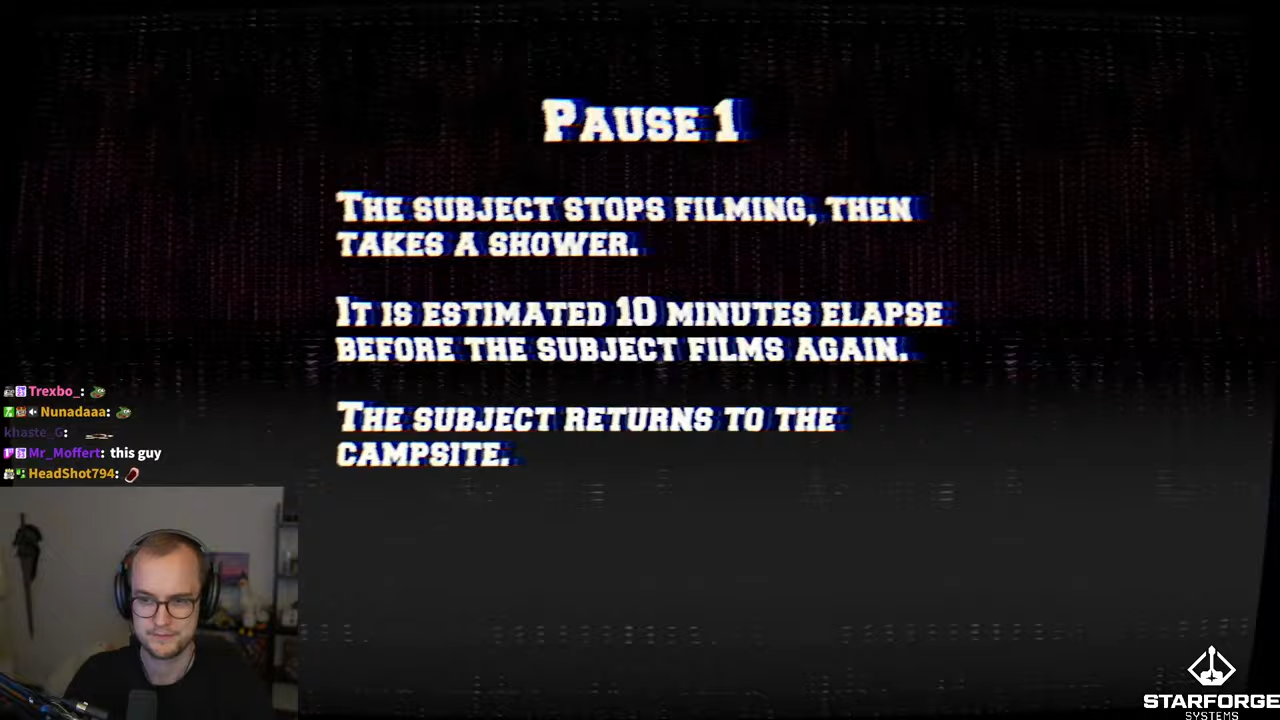 Pause 1
The subject stops filming, then
takes a shower.
It is estimated 10 minutes elapse
before the subject films again.
The subject returns to the
campsite.
Trexbo_:
Nunadaaa:
khaste_G:
Mr_Moffert: this guy
HeadShot794:
STARFORGE
SYSTEMS